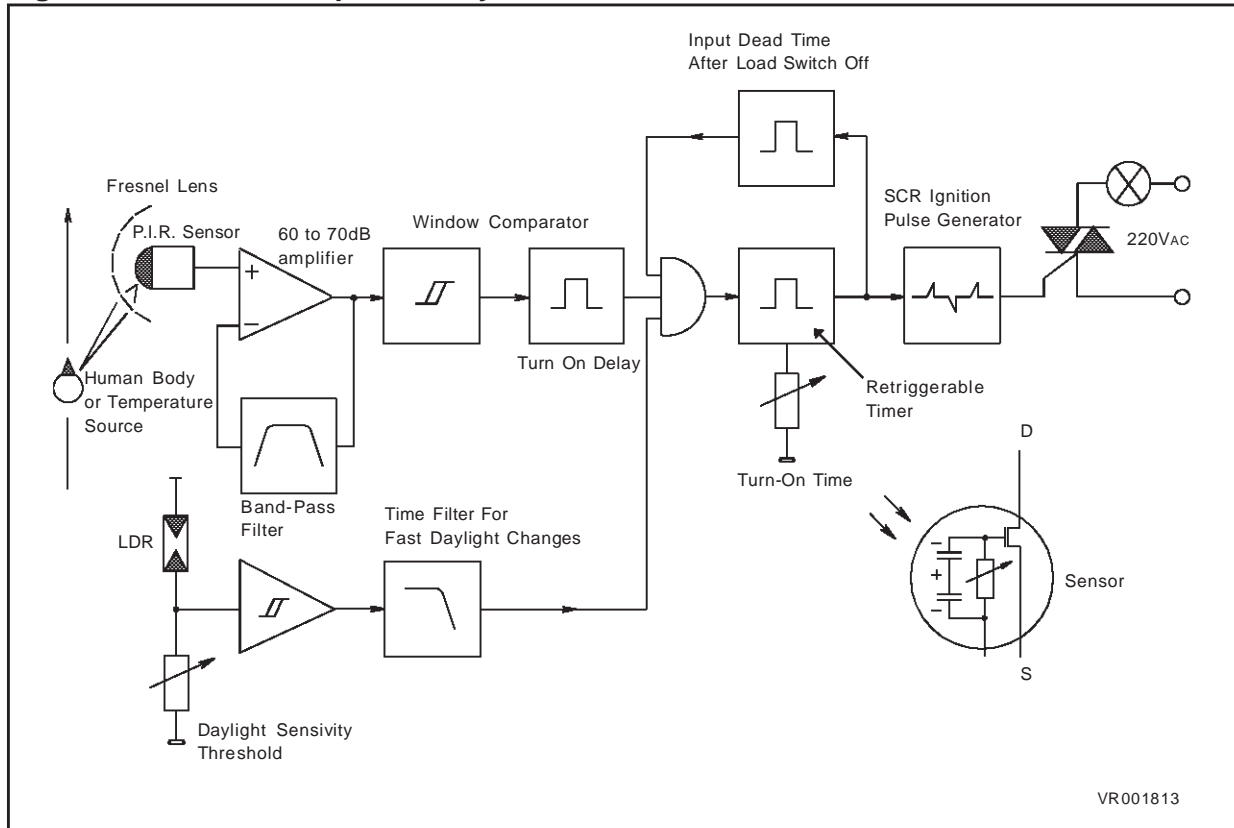 Input Dead Time
After Load Switch Off
Fresnel Lens
P.I.R. Sensor
60 to 70dB
amplifier
Window Comparator
SCR Ignition
Pulse Generator
220VAC
+
−
Turn On Delay
Human Body
or Temperature
Source
Retriggerable
Timer
Turn-On Time
Band-Pass
Filter
Time Filter For
Fast Daylight Changes
LDR
D
−
+
−
Sensor
S
Daylight Sensivity
Threshold
VR001813